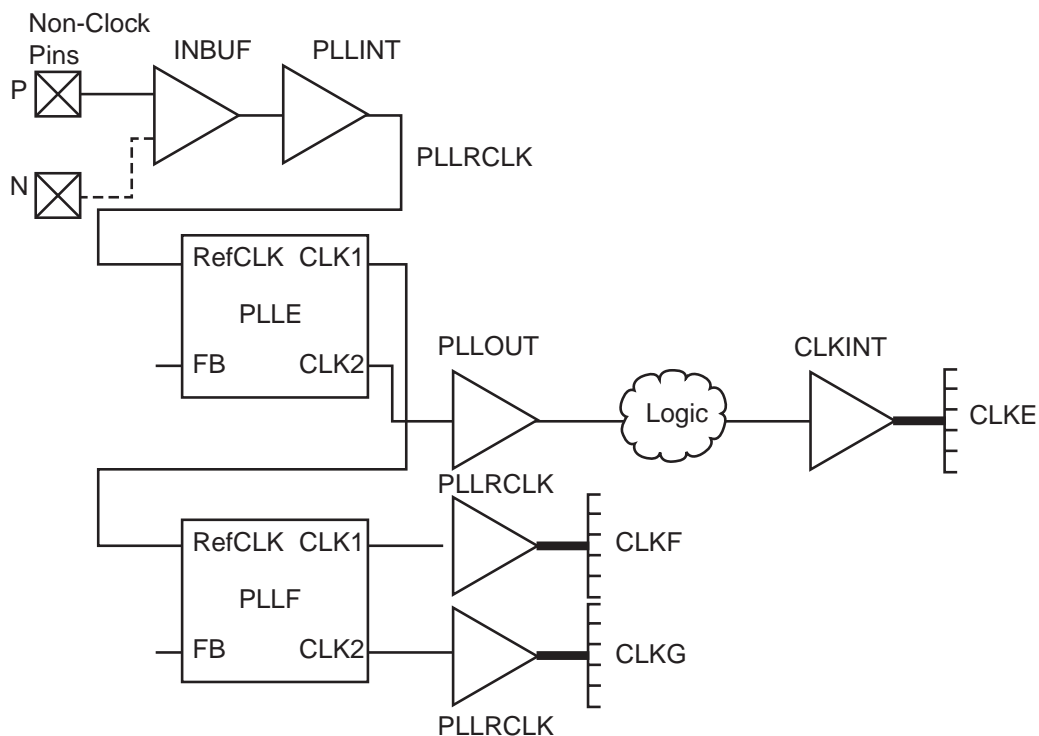 Non-Clock
Pins
INBUF
PLLINT
P
PLLRCLK
N
RefCLK CLK1
PLLE
FB CLK2
PLLOUT
CLKINT
Logic
CLKE
PLLRCLK
RefCLK CLK1
CLKF
PLLF
FB CLK2
CLKG
PLLRCLK